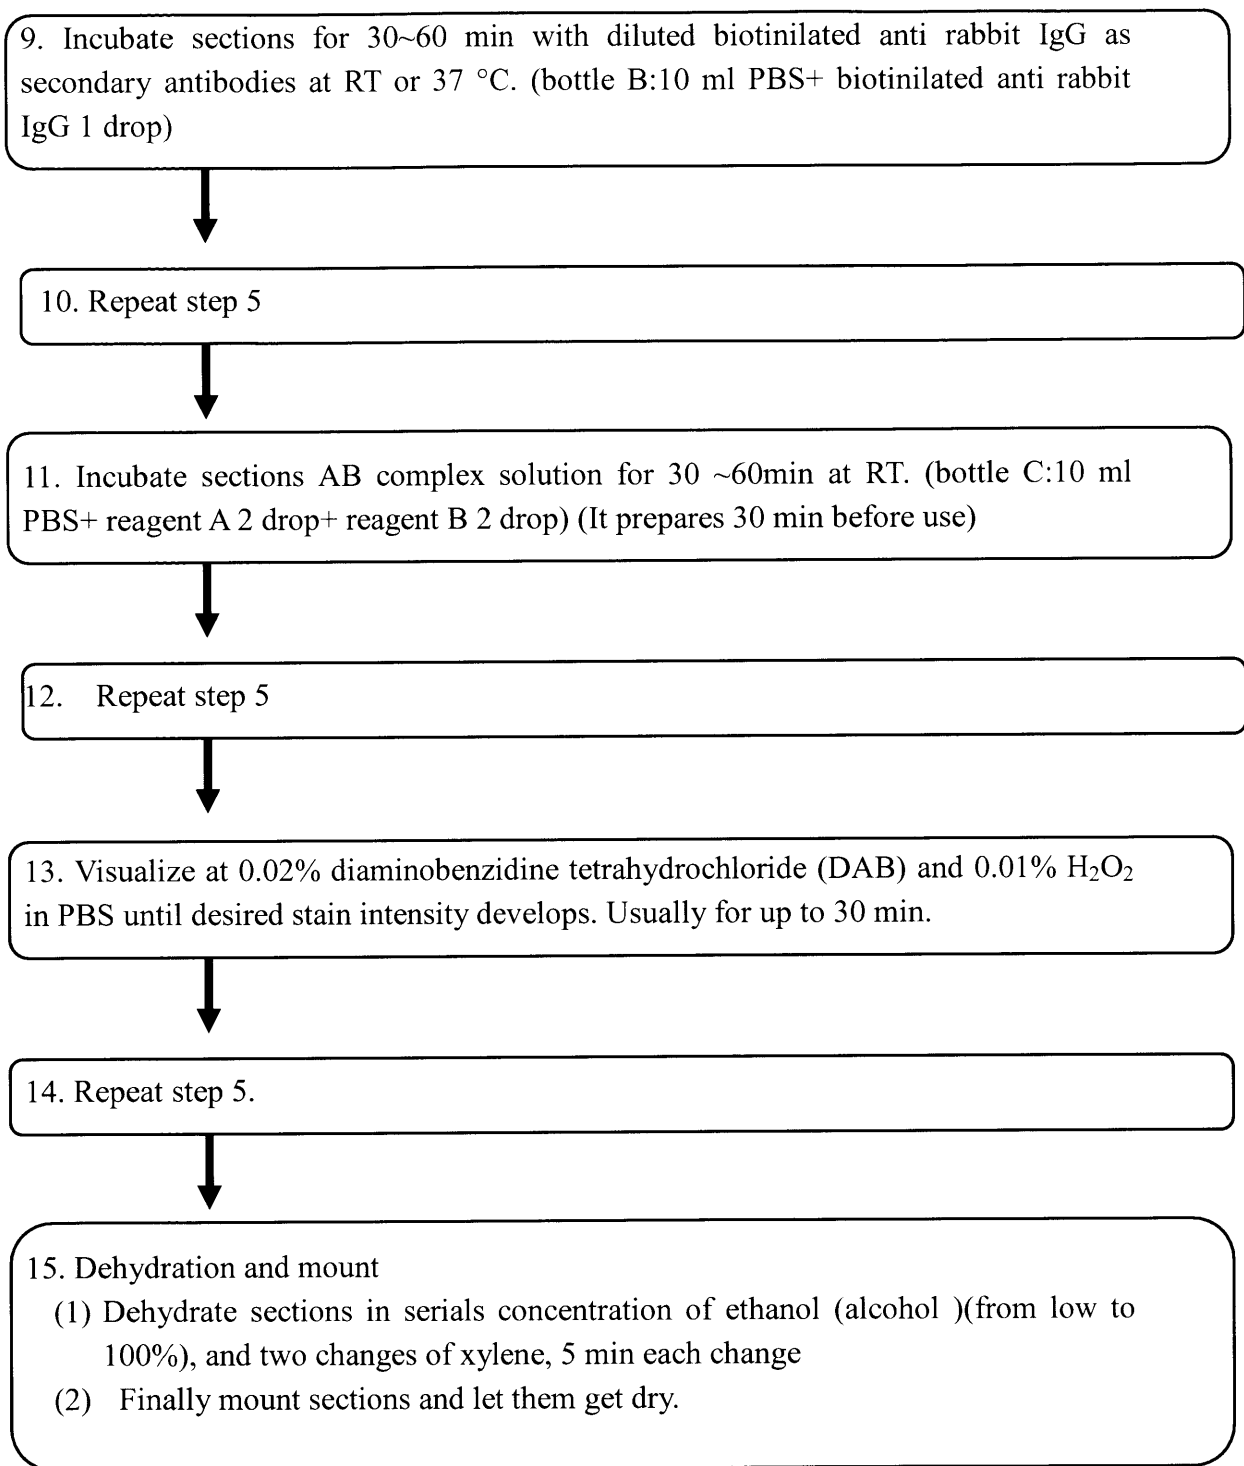 9. Incubate sections for 30~60 min with diluted biotinilated anti rabbit IgG as
secondary antibodies at RT or 37 °C. (bottle B:10 ml PBS+ biotinilated anti rabbit
IgG 1 drop)
10. Repeat step 5
11. Incubate sections AB complex solution for 30 ~60min at RT. (bottle C:10 ml
PBS+ reagent A 2 drop+ reagent B 2 drop) (It prepares 30 min before use)
12. Repeat step 5
13. Visualize at 0.02% diaminobenzidine tetrahydrochloride (DAB) and 0.01% H₂O₂
in PBS until desired stain intensity develops. Usually for up to 30 min.
14. Repeat step 5.
15. Dehydration and mount
(1) Dehydrate sections in serials concentration of ethanol (alcohol )(from low to
100%), and two changes of xylene, 5 min each change
(2) Finally mount sections and let them get dry.